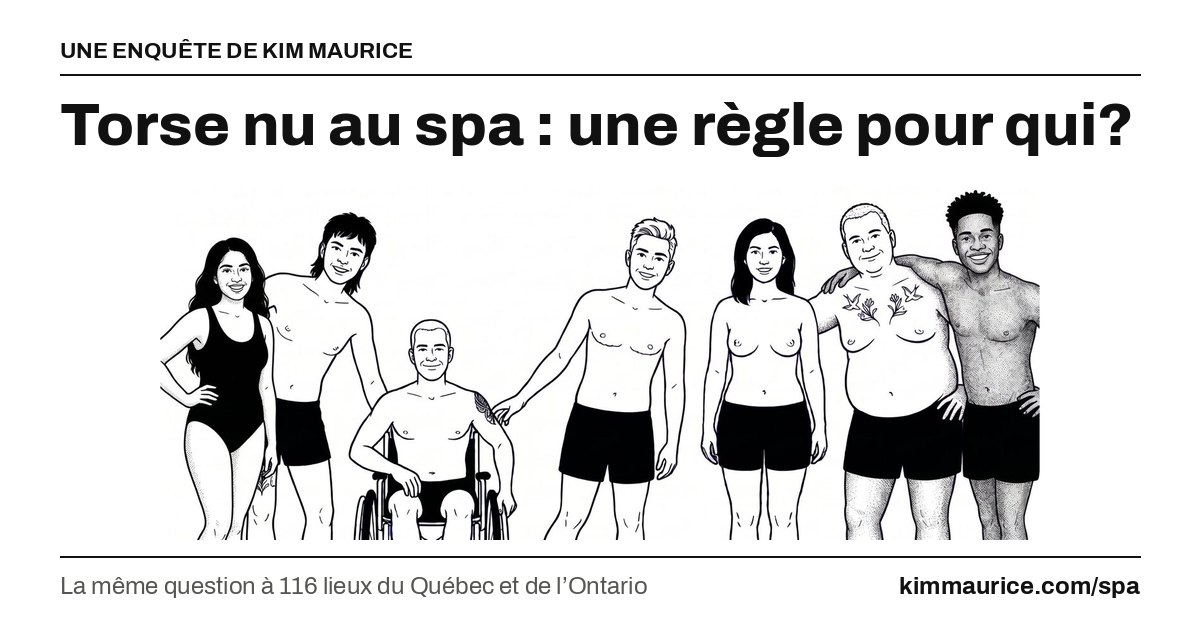 UNE ENQUÊTE DE KIM MAURICE
Torse nu au spa : une règle pour qui?
La même question à 116 lieux du Québec et de l’Ontario
kimmaurice.com/spa